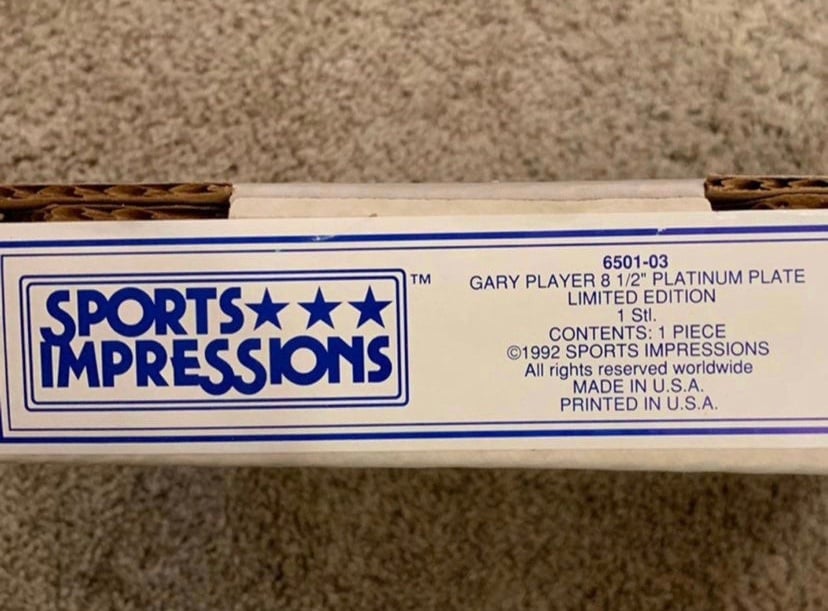 SPORTS★★★
IMPRESSIONS
TM
6501-03
GARY PLAYER 8 1/2" PLATINUM PLATE
LIMITED EDITION
1 Stl.
CONTENTS: 1 PIECE
©1992 SPORTS IMPRESSIONS
All rights reserved worldwide
MADE IN U.S.A.
PRINTED IN U.S.A.